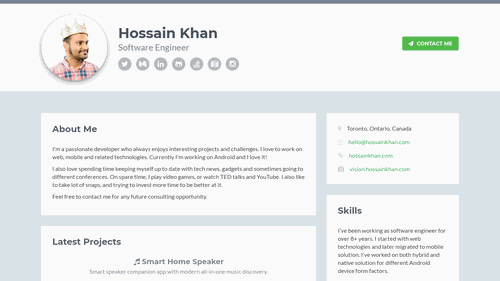 Hossain Khan
Software Engineer
CONTACT ME
About Me
I'm a passionate developer who always enjoys interesting projects and challenges. I love to work on
web, mobile and related technologies. Currently I'm working on Android and I love it!
I also love spending time keeping myself up to date with tech news, gadgets and sometimes going to
different conferences. On spare time, I play video games, or watch TED talks and YouTube. I also like
to take lot of snaps, and trying to invest more time to be better at it.
Feel free to contact me for any future consulting opportunity.
Latest Projects
Smart Home Speaker
Smart speaker companion app with modern all-in-one music discovery.
Toronto, Ontario, Canada
hello@hossainkhan.com
hossainkhan.com
vision.hossainkhan.com
Skills
I've been working as software engineer for
over 8+ years. I started with web
technologies and later migrated to mobile
solution. I've worked on both hybrid and
native solution for different Android
device form factors.